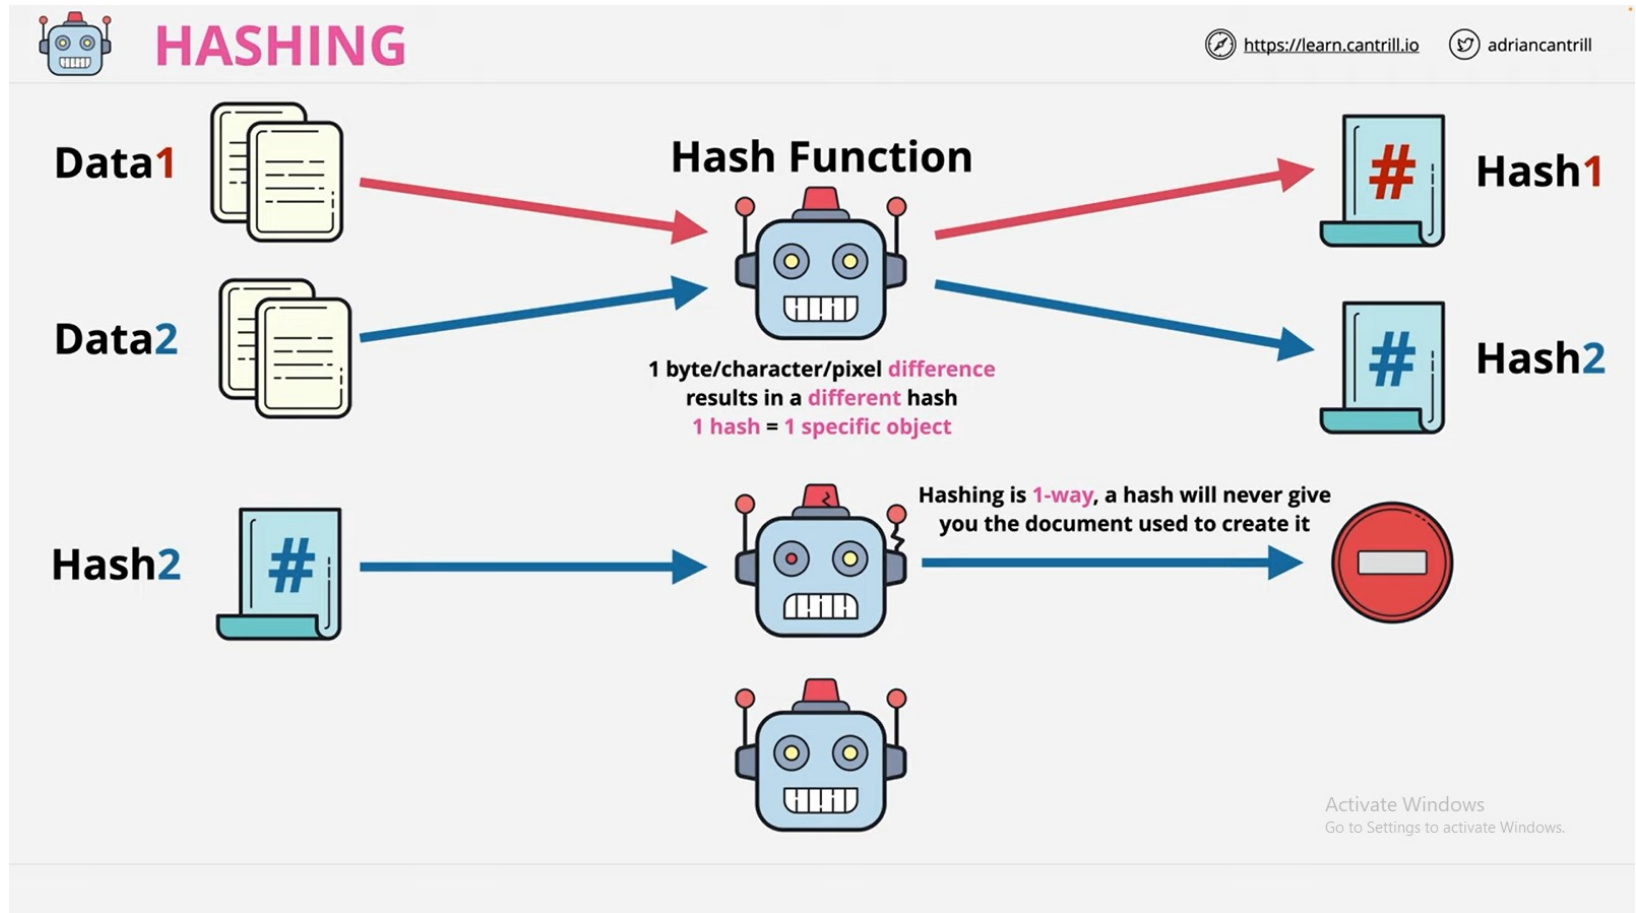 HASHING
https://learn.cantrill.io
adriancantrill
Data1
Hash Function
#
Hash1
Data2
#
Hash2
1 byte/character/pixel difference
results in a different hash
1 hash = 1 specific object
Hashing is 1-way, a hash will never give
you the document used to create it
Hash2
#
Activate Windows
Go to Settings to activate Windows.